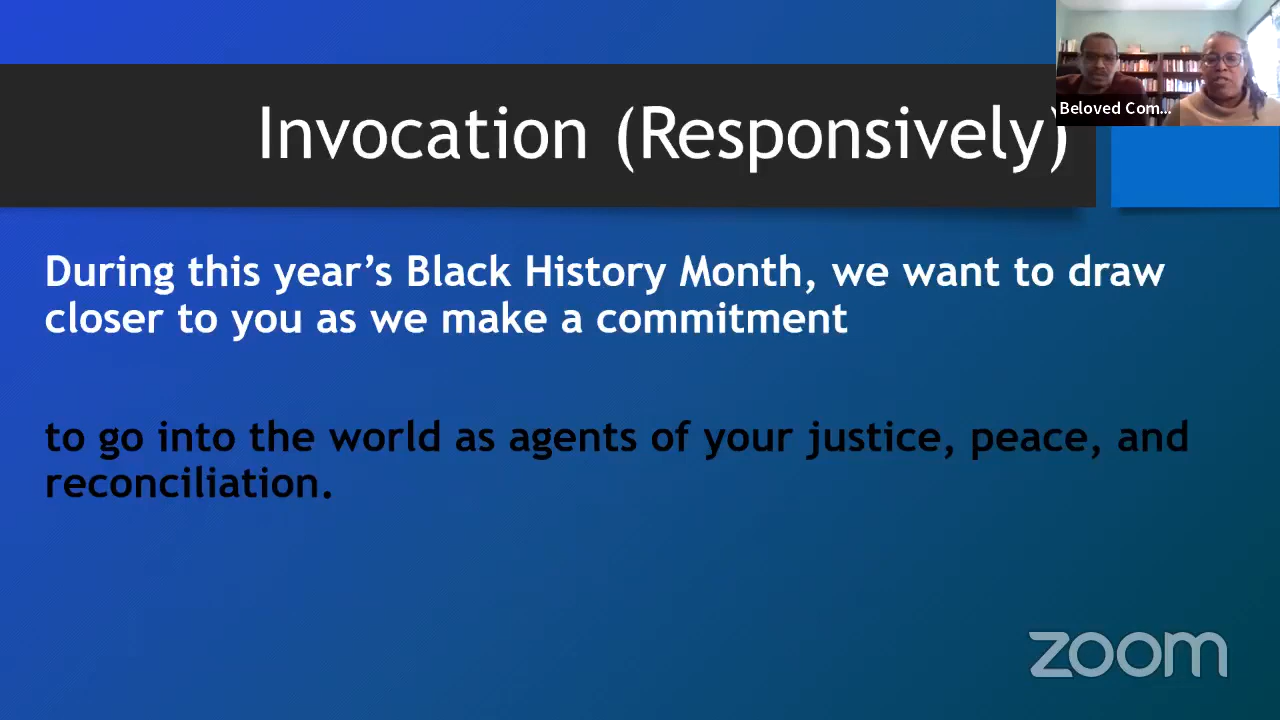 Invocation (Responsively)
Beloved Com...
During this year’s Black History Month, we want to draw
closer to you as we make a commitment
to go into the world as agents of your justice, peace, and
reconciliation.
zoom